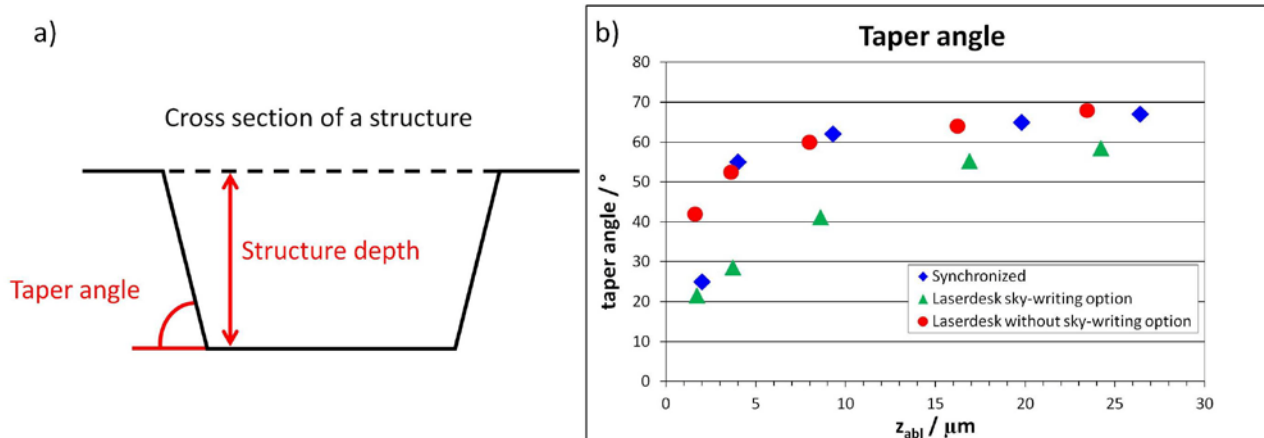 a)
Cross section of a structure
Structure depth
Taper angle
b)
Taper angle
taper angle / °
80
70
60
50
40
30
20
10
0
Synchronized
Laserdesk sky-writing option
Laserdesk without sky-writing option
0 5 10 15 20 25 30
z_abl / µm